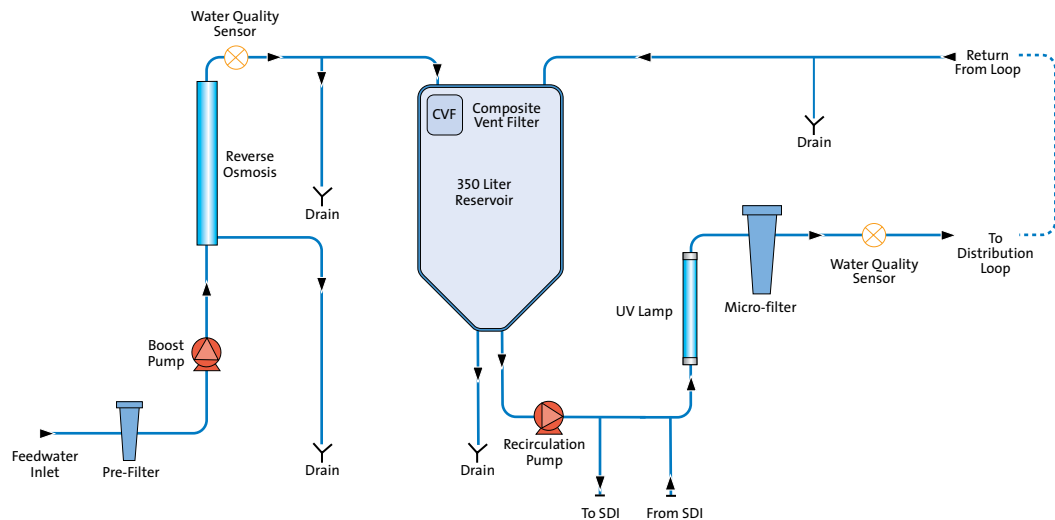 Water Quality
Sensor
Return
From Loop
CVF
Composite
Vent Filter
Drain
Reverse
Osmosis
350 Liter
Reservoir
Drain
To
Distribution
Loop
Water Quality
Sensor
UV Lamp
Micro-filter
Boost
Pump
Recirculation
Pump
Feedwater
Inlet
Pre-Filter
Drain
Drain
To SDI
From SDI